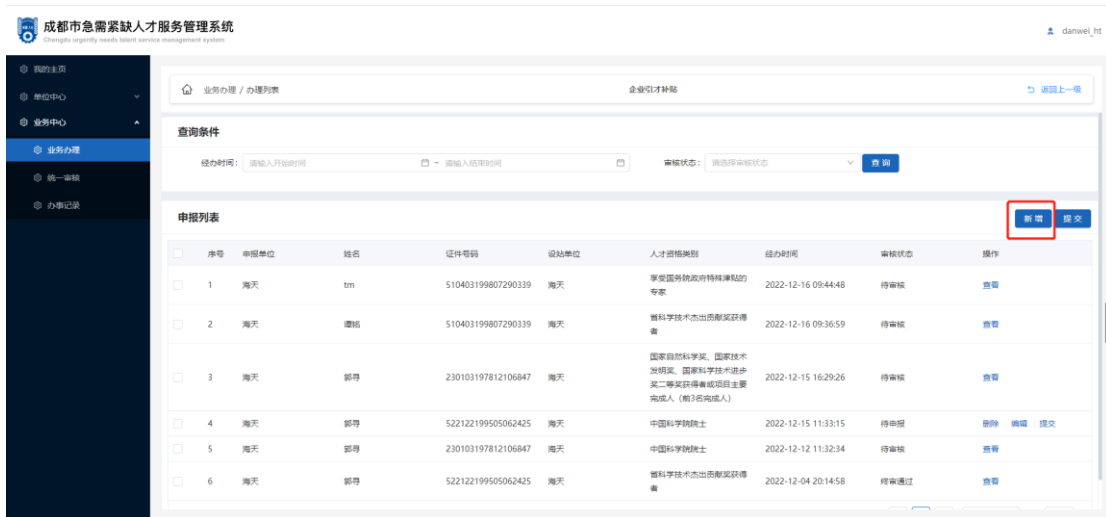 成都市急需紧缺人才服务管理系统
Chengdu urgently needs talent service management system
danwei_ht
我的主页
单位中心
业务中心
业务办理
统一审核
办事记录
业务办理 / 办理列表
企业引才补贴
返回上一级
查询条件
经办时间: 请输入开始时间 - 请输入结束时间 审核状态: 请选择审核状态 查 询
申报列表
新 增 提 交
序号 申报单位 姓名 证件号码 设站单位 人才资格类别 经办时间 审核状态 操作
1 海天 tm 510403199807290339 海天 享受国务院政府特殊津贴的
专家 2022-12-16 09:44:48 待审核 查看
2 海天 谭铭 510403199807290339 海天 省科学技术杰出贡献奖获得
者 2022-12-16 09:36:59 待审核 查看
3 海天 郭寻 230103197812106847 海天 国家自然科学奖、国家技术
发明奖、国家科学技术进步
奖二等奖获得者或项目主要
完成人（前3名完成人） 2022-12-15 16:29:26 待审核 查看
4 海天 郭寻 522122199505062425 海天 中国科学院院士 2022-12-15 11:33:15 待申报 删除 编辑 提交
5 海天 郭寻 230103197812106847 海天 中国科学院院士 2022-12-12 11:32:34 待审核 查看
6 海天 郭寻 522122199505062425 海天 省科学技术杰出贡献奖获得
者 2022-12-04 20:14:58 终审通过 查看